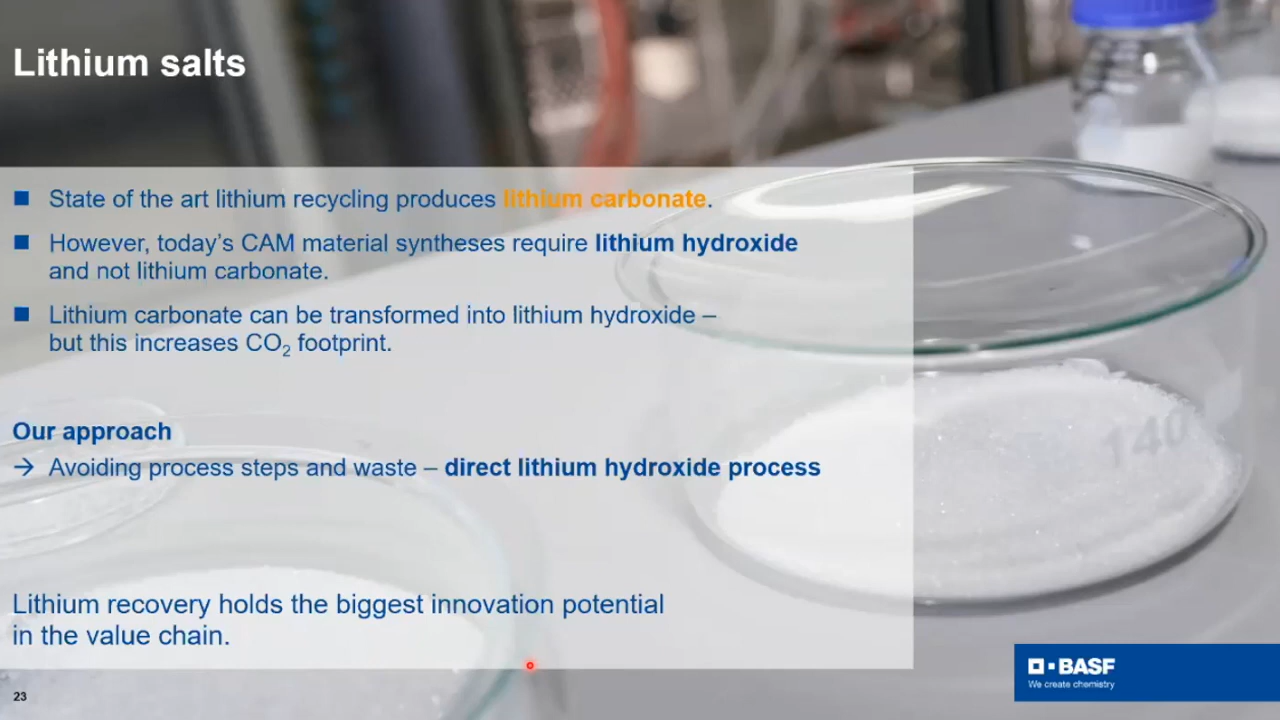 Lithium salts
■ State of the art lithium recycling produces lithium carbonate.
■ However, today's CAM material syntheses require lithium hydroxide
and not lithium carbonate.
■ Lithium carbonate can be transformed into lithium hydroxide –
but this increases CO₂ footprint.
Our approach
→ Avoiding process steps and waste – direct lithium hydroxide process
Lithium recovery holds the biggest innovation potential
in the value chain.
140
BASF
We create chemistry
23